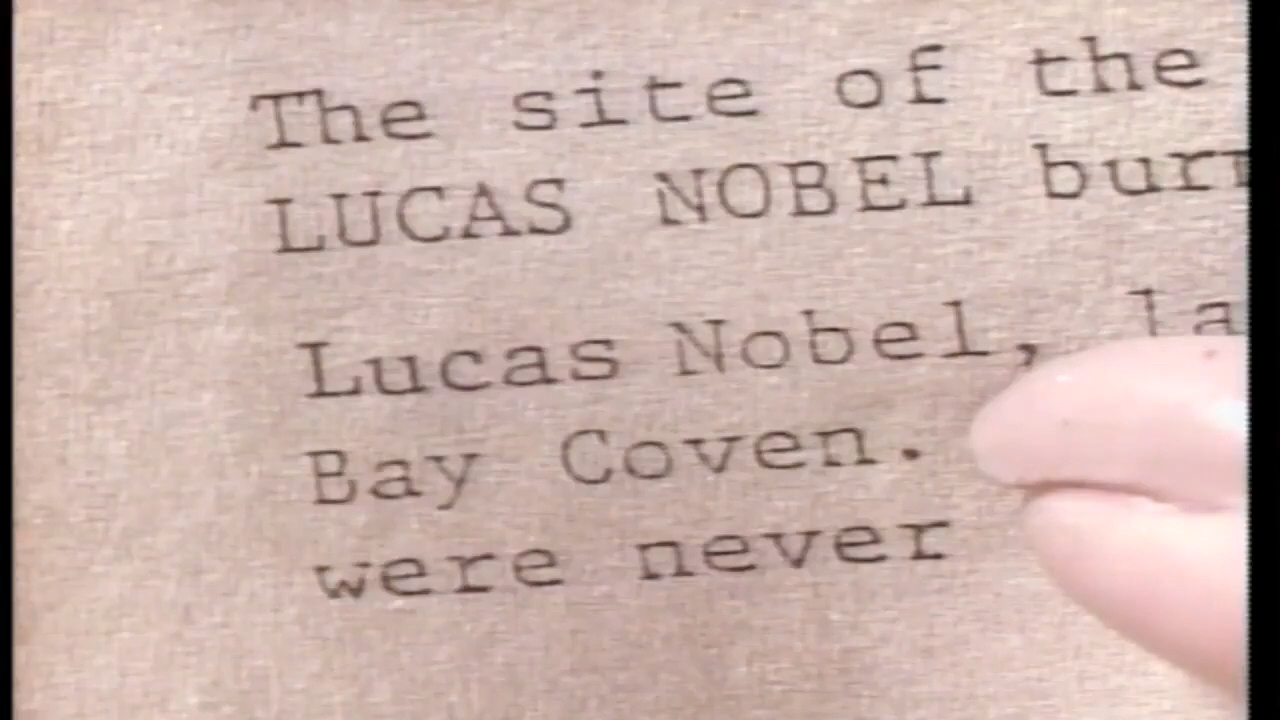 The site of the
LUCAS NOBEL
Lucas Nobel,
Bay Coven.
were never